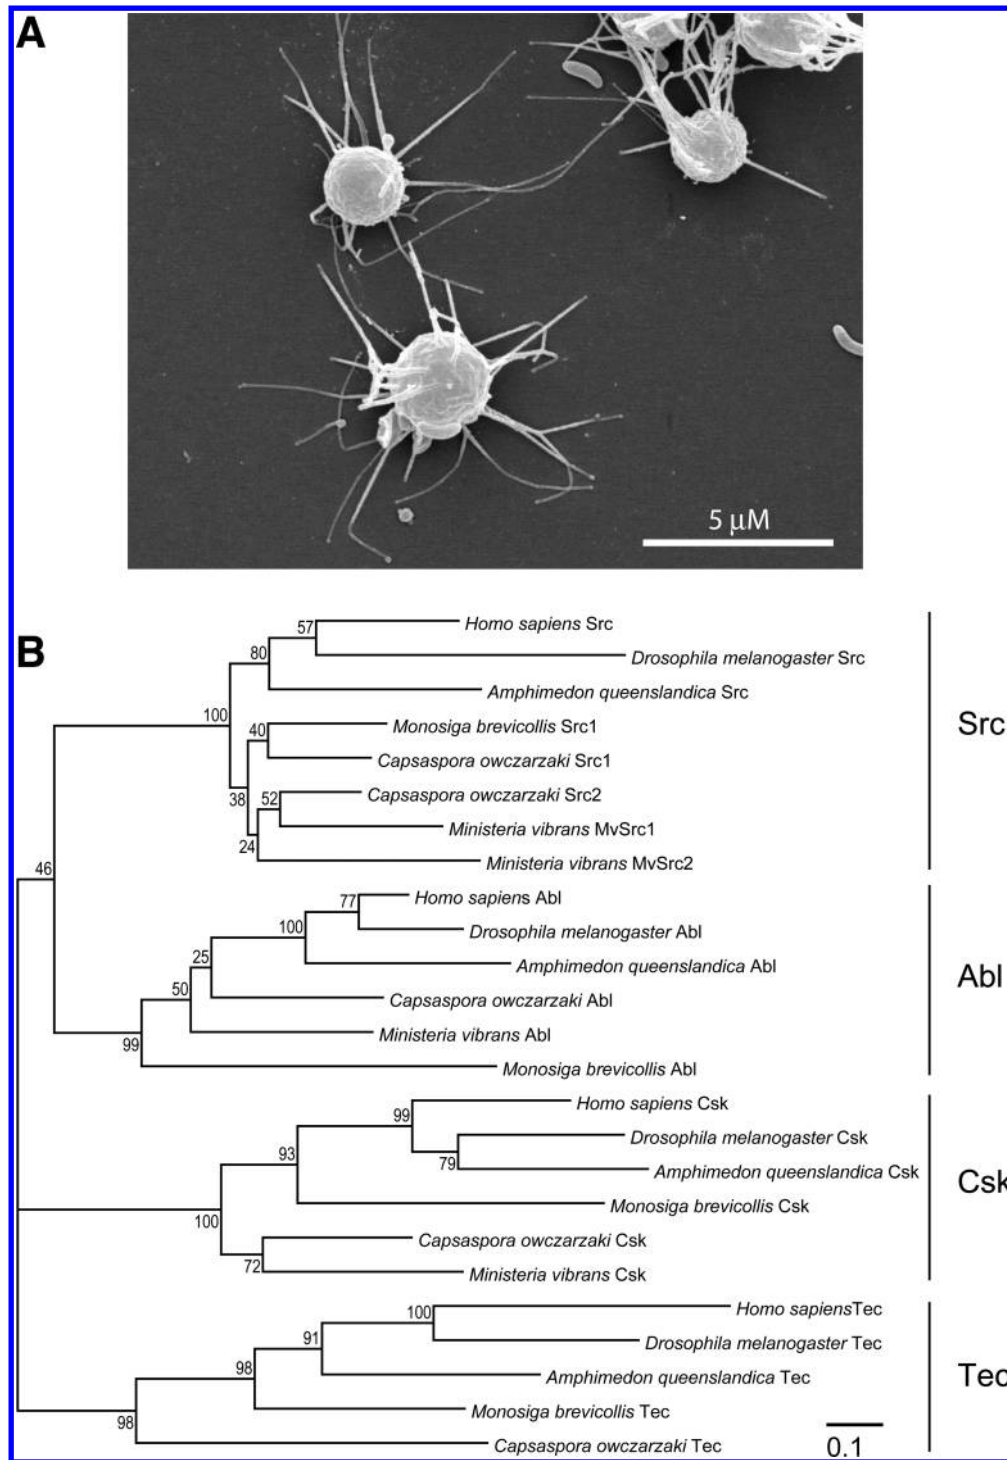 A
5 µM
B
57
Homo sapiens Src
80
Drosophila melanogaster Src
Amphimedon queenslandica Src
100
Monosiga brevicollis Src1
40
Capsaspora owczarzaki Src1
Src
38
Capsaspora owczarzaki Src2
52
Ministeria vibrans MvSrc1
24
Ministeria vibrans MvSrc2
46
77
Homo sapiens Abl
100
Drosophila melanogaster Abl
25
Amphimedon queenslandica Abl
50
Capsaspora owczarzaki Abl
Abl
Ministeria vibrans Abl
99
Monosiga brevicollis Abl
99
Homo sapiens Csk
Drosophila melanogaster Csk
93
79
Amphimedon queenslandica Csk
Monosiga brevicollis Csk
Csk
100
Capsaspora owczarzaki Csk
72
Ministeria vibrans Csk
100
Homo sapiensTec
91
Drosophila melanogaster Tec
98
Amphimedon queenslandica Tec
Tec
Monosiga brevicollis Tec
98
Capsaspora owczarzaki Tec
0.1